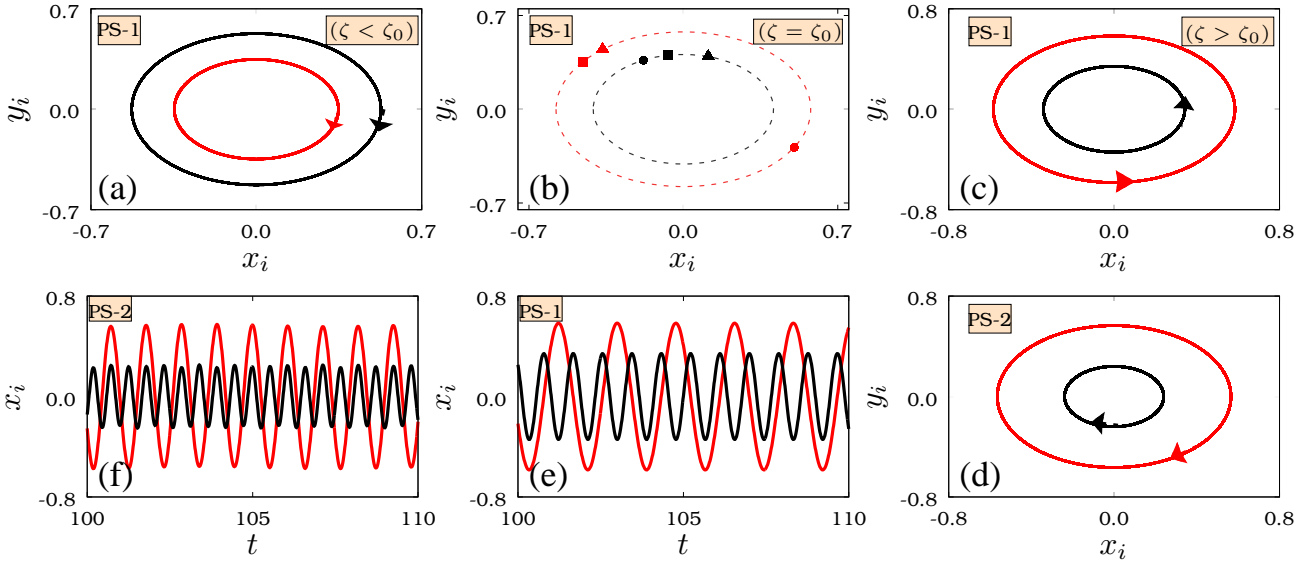 0.7
PS-1
(ζ < ζ₀)
yᵢ
0.0
(a)
-0.7
-0.7
0.0
0.7
xᵢ
0.7
PS-1
(ζ = ζ₀)
yᵢ
0.0
(b)
-0.7
-0.7
0.0
0.7
xᵢ
0.8
PS-1
(ζ > ζ₀)
yᵢ
0.0
(c)
-0.8
-0.8
0.0
0.8
xᵢ
0.8
PS-2
xᵢ
0.0
(f)
-0.8
100
105
110
t
0.8
PS-1
xᵢ
0.0
(e)
-0.8
100
105
110
t
0.8
PS-2
yᵢ
0.0
(d)
-0.8
-0.8
0.0
0.8
xᵢ